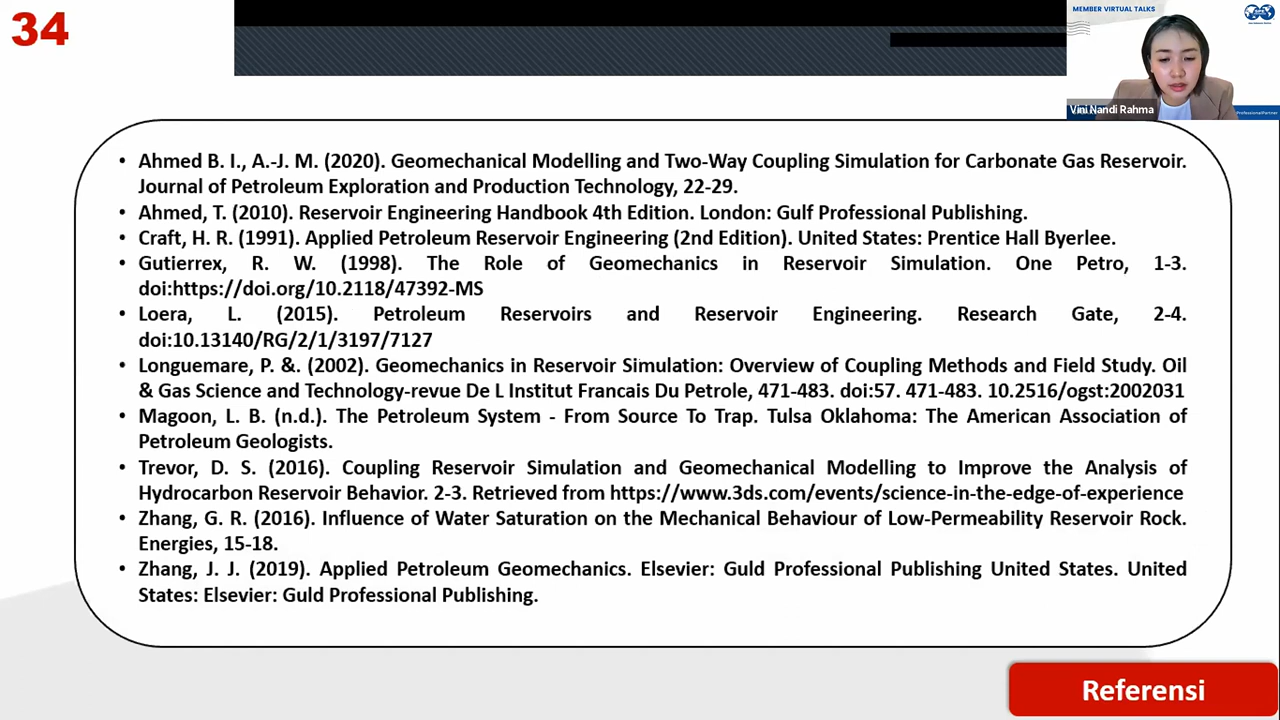 34
MEMBER VIRTUAL TALKS
Vini Nandi Rahma
ProfessionalPartner
• Ahmed B. I., A.-J. M. (2020). Geomechanical Modelling and Two-Way Coupling Simulation for Carbonate Gas Reservoir.
Journal of Petroleum Exploration and Production Technology, 22-29.
• Ahmed, T. (2010). Reservoir Engineering Handbook 4th Edition. London: Gulf Professional Publishing.
• Craft, H. R. (1991). Applied Petroleum Reservoir Engineering (2nd Edition). United States: Prentice Hall Byerlee.
• Gutierrex, R. W. (1998). The Role of Geomechanics in Reservoir Simulation. One Petro, 1-3.
doi:https://doi.org/10.2118/47392-MS
• Loera, L. (2015). Petroleum Reservoirs and Reservoir Engineering. Research Gate, 2-4.
doi:10.13140/RG/2/1/3197/7127
• Longuemare, P. &. (2002). Geomechanics in Reservoir Simulation: Overview of Coupling Methods and Field Study. Oil
& Gas Science and Technology-revue De L Institut Francais Du Petrole, 471-483. doi:57. 471-483. 10.2516/ogst:2002031
• Magoon, L. B. (n.d.). The Petroleum System - From Source To Trap. Tulsa Oklahoma: The American Association of
Petroleum Geologists.
• Trevor, D. S. (2016). Coupling Reservoir Simulation and Geomechanical Modelling to Improve the Analysis of
Hydrocarbon Reservoir Behavior. 2-3. Retrieved from https://www.3ds.com/events/science-in-the-edge-of-experience
• Zhang, G. R. (2016). Influence of Water Saturation on the Mechanical Behaviour of Low-Permeability Reservoir Rock.
Energies, 15-18.
• Zhang, J. J. (2019). Applied Petroleum Geomechanics. Elsevier: Guld Professional Publishing United States. United
States: Elsevier: Guld Professional Publishing.
Referensi